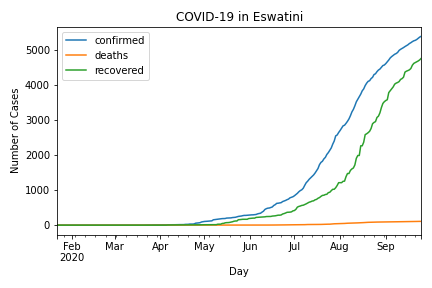 COVID-19 in Eswatini
confirmed
deaths
recovered
Number of Cases
5000
4000
3000
2000
1000
0
Feb Mar Apr May Jun Jul Aug Sep
2020
Day